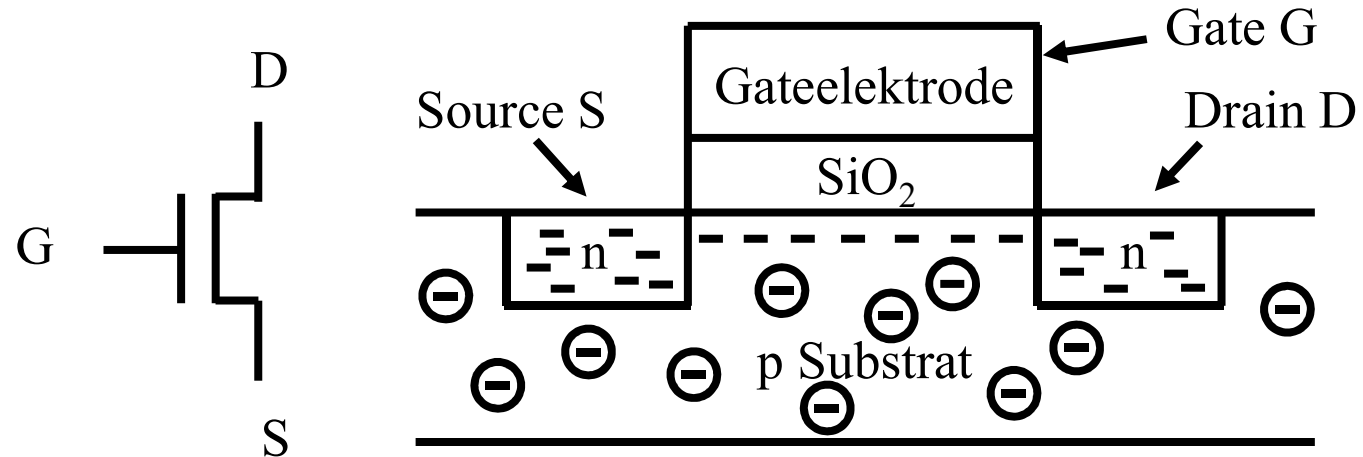 D
G
S
Source S
Gateelektrode
Gate G
Drain D
SiO₂
n
n
p Substrat